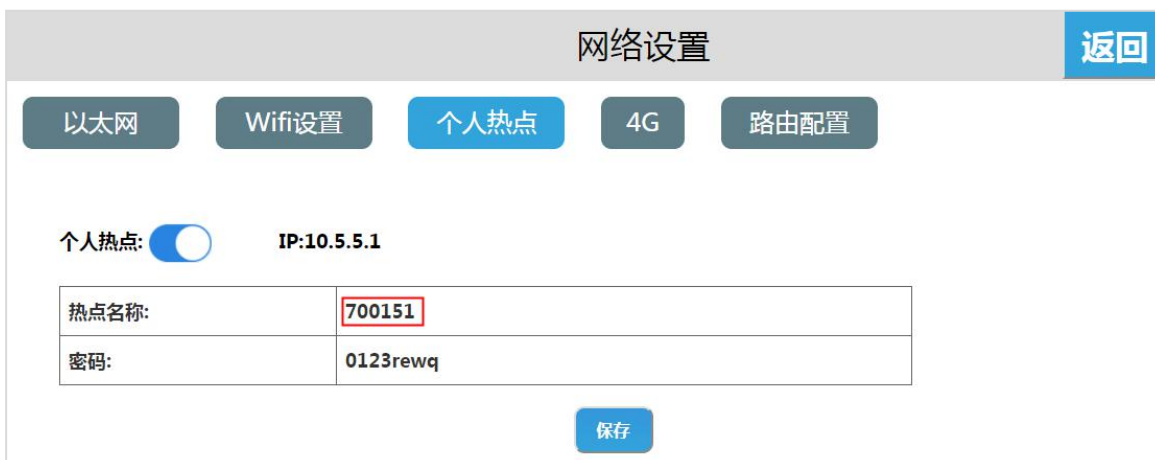 网络设置
返回
以太网 Wifi设置 个人热点 4G 路由配置
个人热点: IP:10.5.5.1
热点名称: 700151
密码: 0123rewq
保存